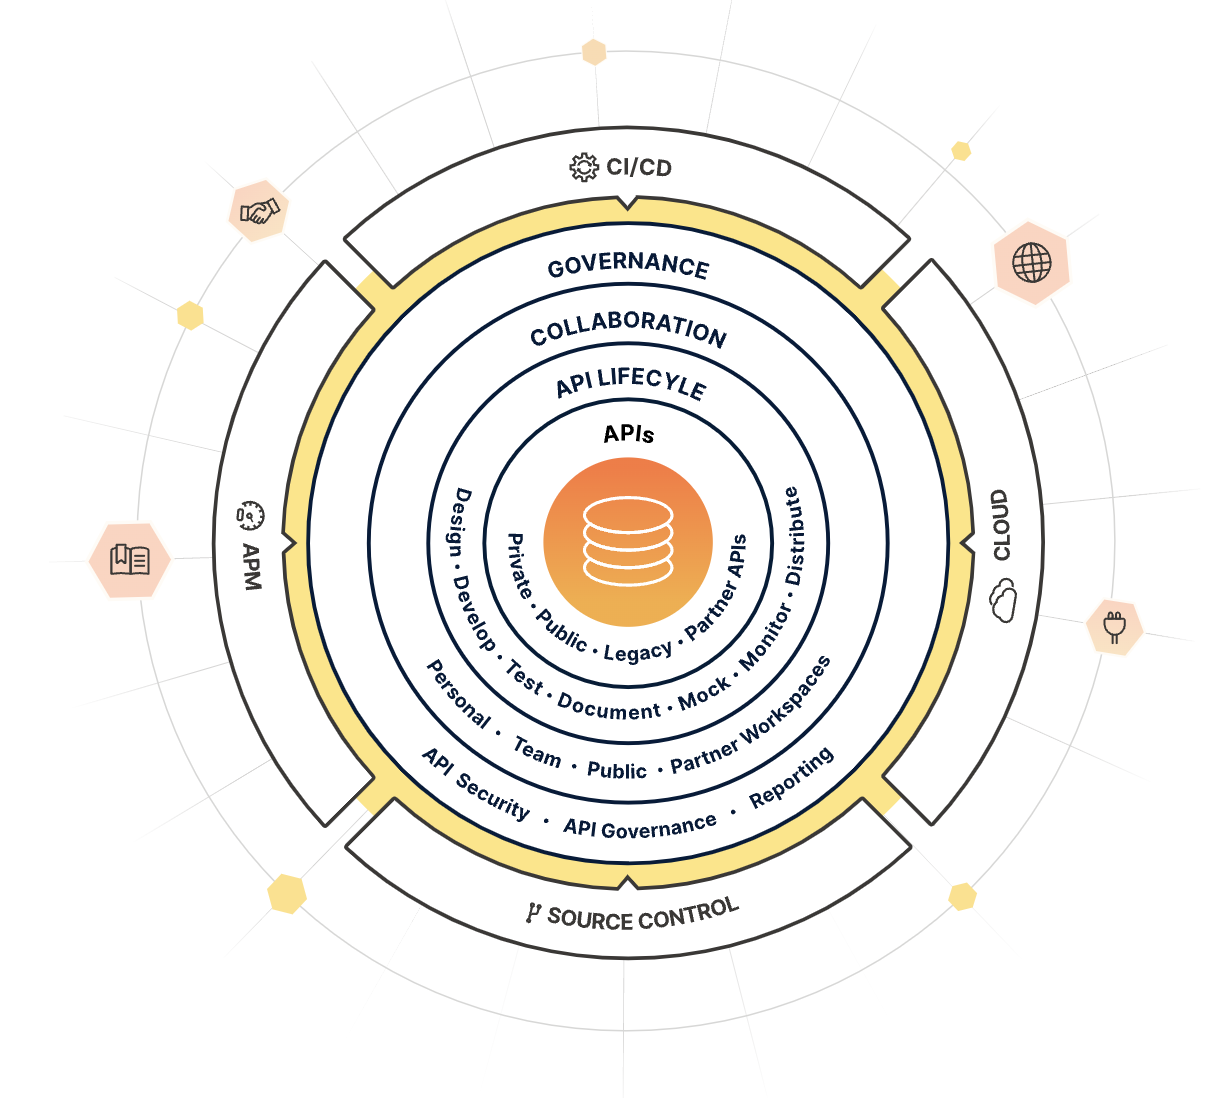 CI/CD
GOVERNANCE
COLLABORATION
API LIFECYLE
APIs
Private • Public • Legacy • Partner APIs
Design • Develop • Test • Document • Mock • Monitor • Distribute
Personal • Team • Public • Partner Workspaces
API Security • API Governance • Reporting
APM
CLOUD
SOURCE CONTROL